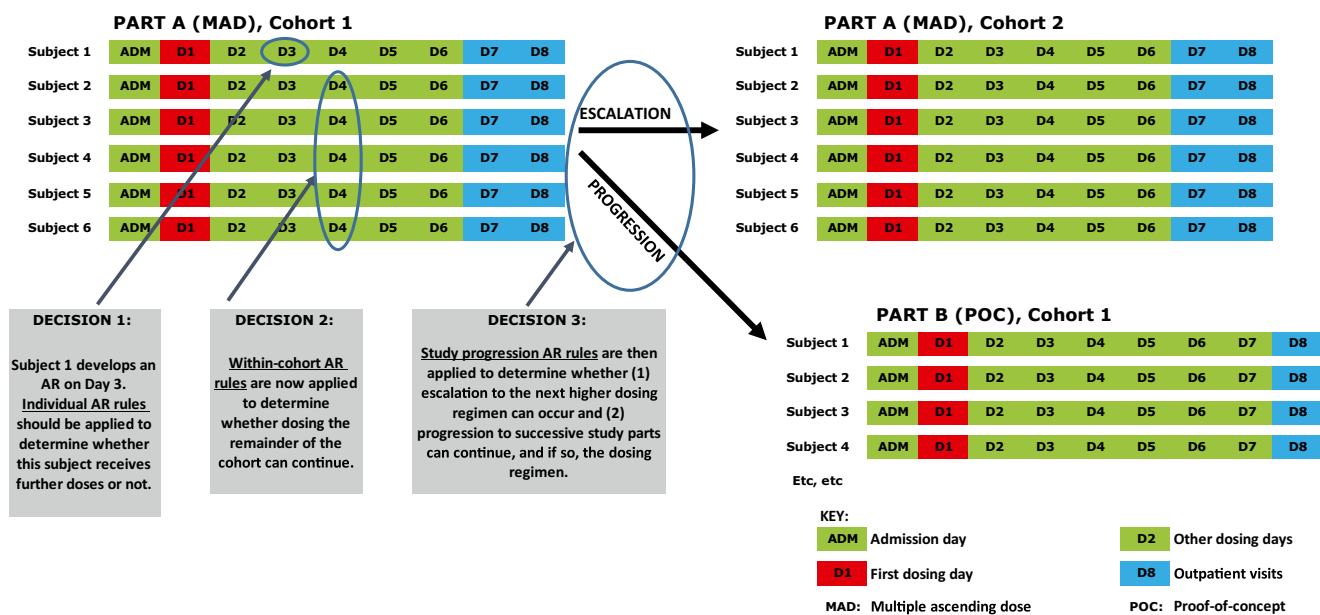 PART A (MAD), Cohort 1
Subject 1 ADM D1 D2 D3 D4 D5 D6 D7 D8
Subject 2 ADM D1 D2 D3 D4 D5 D6 D7 D8
Subject 3 ADM D1 D2 D3 D4 D5 D6 D7 D8
Subject 4 ADM D1 D2 D3 D4 D5 D6 D7 D8
Subject 5 ADM D1 D2 D3 D4 D5 D6 D7 D8
Subject 6 ADM D1 D2 D3 D4 D5 D6 D7 D8
ESCALATION
PROGRESSION
PART A (MAD), Cohort 2
Subject 1 ADM D1 D2 D3 D4 D5 D6 D7 D8
Subject 2 ADM D1 D2 D3 D4 D5 D6 D7 D8
Subject 3 ADM D1 D2 D3 D4 D5 D6 D7 D8
Subject 4 ADM D1 D2 D3 D4 D5 D6 D7 D8
Subject 5 ADM D1 D2 D3 D4 D5 D6 D7 D8
Subject 6 ADM D1 D2 D3 D4 D5 D6 D7 D8
DECISION 1:
Subject 1 develops an
AR on Day 3.
Individual AR rules
should be applied to
determine whether
this subject receives
further doses or not.
DECISION 2:
Within-cohort AR
rules are now applied
to determine
whether dosing the
remainder of the
cohort can continue.
DECISION 3:
Study progression AR rules are then
applied to determine whether (1)
escalation to the next higher dosing
regimen can occur and (2)
progression to successive study parts
can continue, and if so, the dosing
regimen.
PART B (POC), Cohort 1
Subject 1 ADM D1 D2 D3 D4 D5 D6 D7 D8
Subject 2 ADM D1 D2 D3 D4 D5 D6 D7 D8
Subject 3 ADM D1 D2 D3 D4 D5 D6 D7 D8
Subject 4 ADM D1 D2 D3 D4 D5 D6 D7 D8
Etc, etc
KEY:
ADM Admission day
D2 Other dosing days
D1 First dosing day
D8 Outpatient visits
MAD: Multiple ascending dose
POC: Proof-of-concept